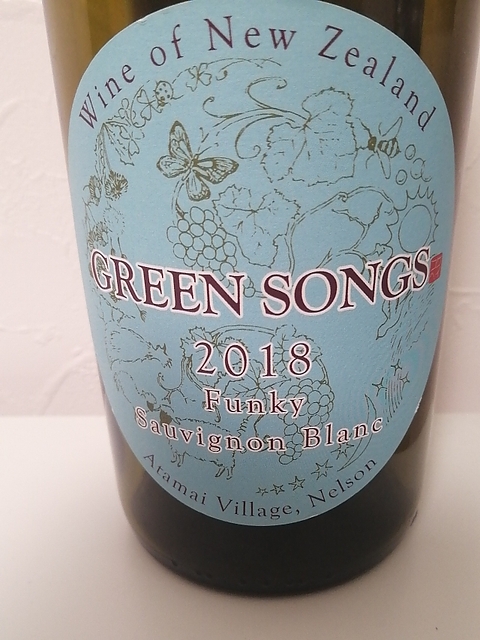 Wine of New Zealand
GREEN SONGS
2018
Funky
Sauvignon Blanc
Atamai Village, Nelson